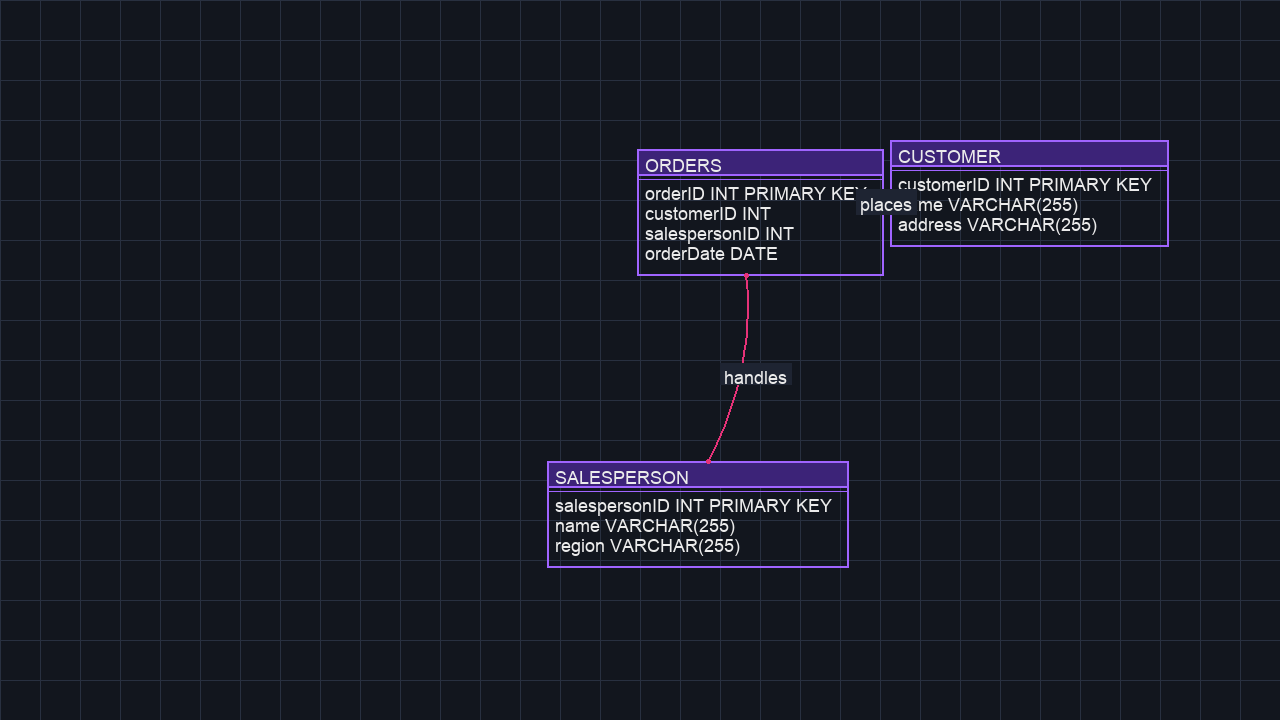 ORDERS
orderID INT PRIMARY KEY
customerID INT
salespersonID INT
orderDate DATE
places
CUSTOMER
customerID INT PRIMARY KEY
me VARCHAR(255)
address VARCHAR(255)
handles
SALESPERSON
salespersonID INT PRIMARY KEY
name VARCHAR(255)
region VARCHAR(255)